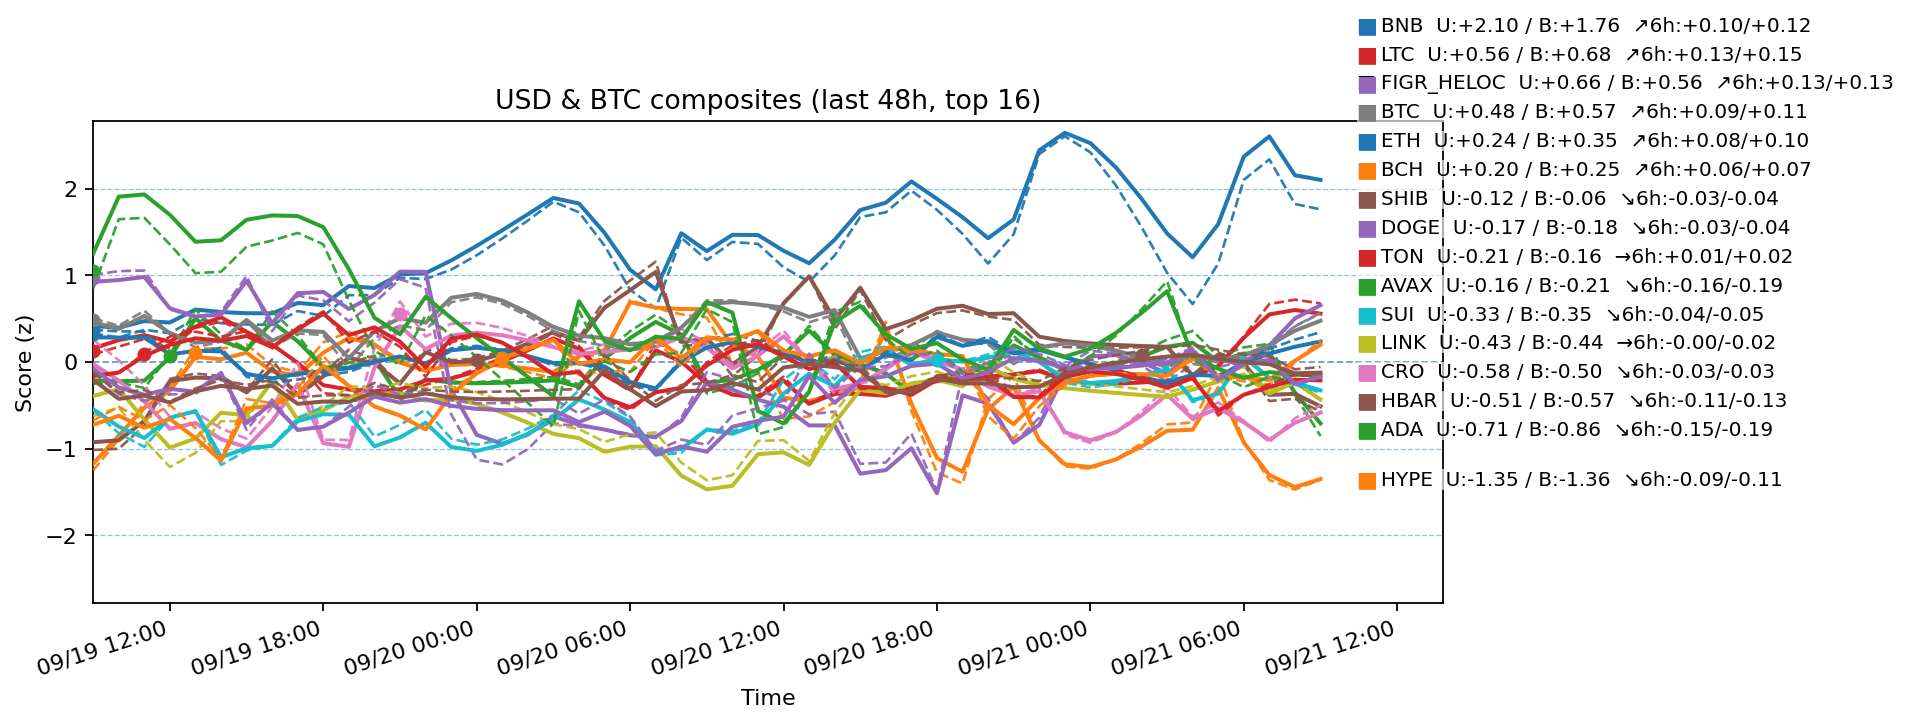 BNB  U:+2.10 / B:+1.76  ↗6h:+0.10/+0.12
LTC  U:+0.56 / B:+0.68  ↗6h:+0.13/+0.15
FIGR_HELOC  U:+0.66 / B:+0.56  ↗6h:+0.13/+0.13
USD & BTC composites (last 48h, top 16)
BTC  U:+0.48 / B:+0.57  ↗6h:+0.09/+0.11
ETH  U:+0.24 / B:+0.35  ↗6h:+0.08/+0.10
BCH  U:+0.20 / B:+0.25  ↗6h:+0.06/+0.07
SHIB  U:-0.12 / B:-0.06  ↘6h:-0.03/-0.04
DOGE  U:-0.17 / B:-0.18  ↘6h:-0.03/-0.04
TON  U:-0.21 / B:-0.16  →6h:+0.01/+0.02
AVAX  U:-0.16 / B:-0.21  ↘6h:-0.16/-0.19
SUI  U:-0.33 / B:-0.35  ↘6h:-0.04/-0.05
LINK  U:-0.43 / B:-0.44  →6h:-0.00/-0.02
CRO  U:-0.58 / B:-0.50  ↘6h:-0.03/-0.03
HBAR  U:-0.51 / B:-0.57  ↘6h:-0.11/-0.13
ADA  U:-0.71 / B:-0.86  ↘6h:-0.15/-0.19
HYPE  U:-1.35 / B:-1.36  ↘6h:-0.09/-0.11
Score (z)
2
1
0
−1
−2
09/19 12:00
09/19 18:00
09/20 00:00
09/20 06:00
09/20 12:00
09/20 18:00
09/21 00:00
09/21 06:00
09/21 12:00
Time